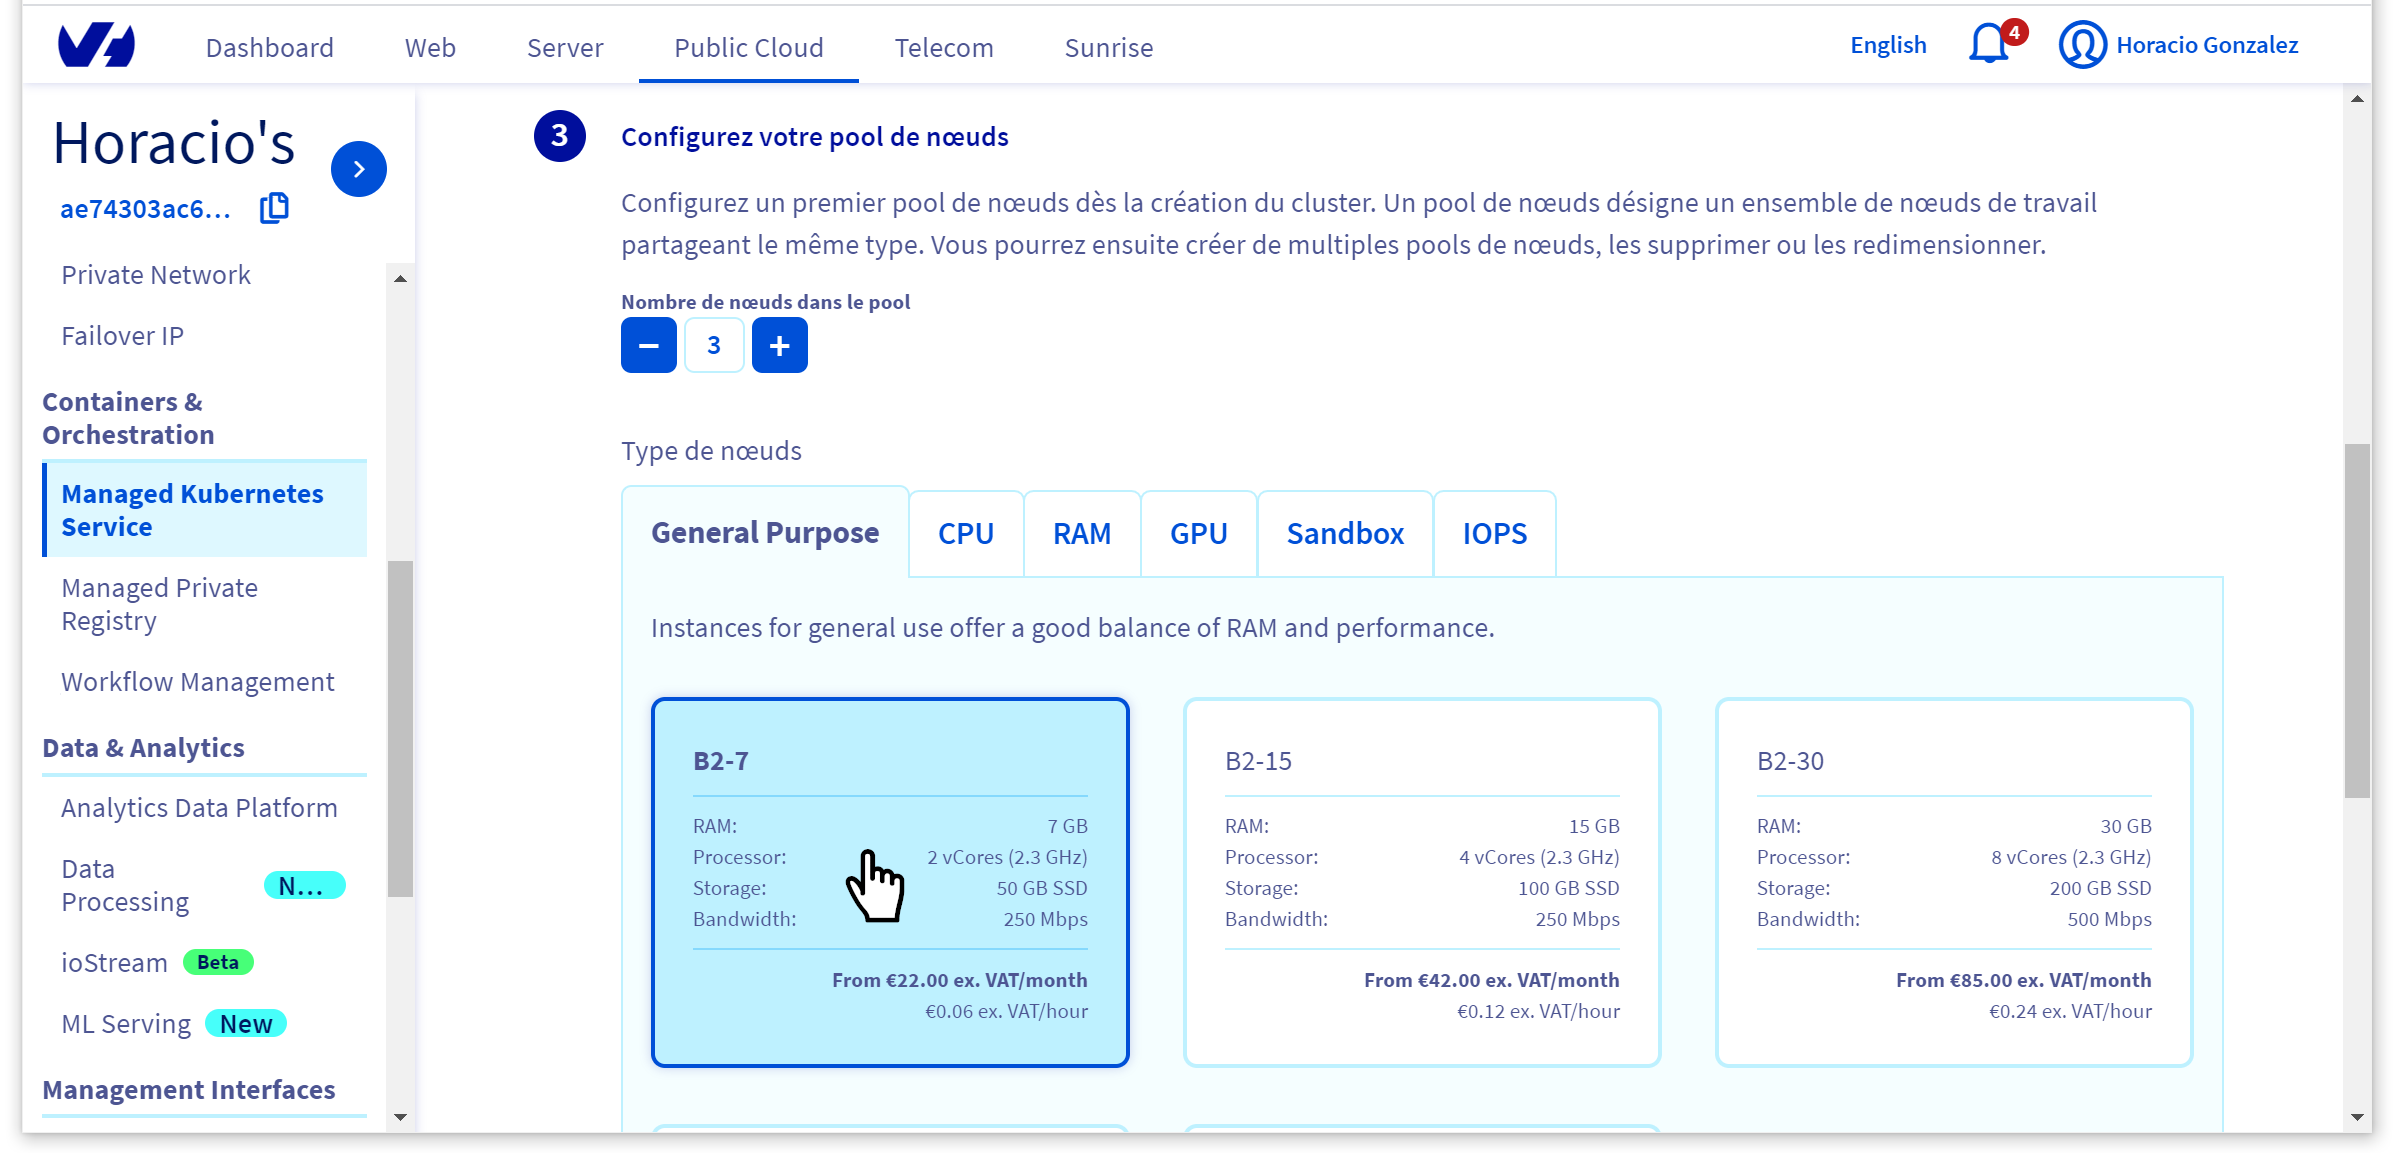 Dashboard
Web
Server
Public Cloud
Telecom
Sunrise
English
4
Horacio Gonzalez
Horacio's
ae74303ac6...
Private Network
Failover IP
Containers &
Orchestration
Managed Kubernetes
Service
Managed Private
Registry
Workflow Management
Data & Analytics
Analytics Data Platform
Data
Processing
N...
ioStream Beta
ML Serving New
Management Interfaces
3
Configurez votre pool de nœuds
Configurez un premier pool de nœuds dès la création du cluster. Un pool de nœuds désigne un ensemble de nœuds de travail
partageant le même type. Vous pourrez ensuite créer de multiples pools de nœuds, les supprimer ou les redimensionner.
Nombre de nœuds dans le pool
− 3 +
Type de nœuds
General Purpose
CPU
RAM
GPU
Sandbox
IOPS
Instances for general use offer a good balance of RAM and performance.
B2-7
RAM: 7 GB
Processor: 2 vCores (2.3 GHz)
Storage: 50 GB SSD
Bandwidth: 250 Mbps
From €22.00 ex. VAT/month
€0.06 ex. VAT/hour
B2-15
RAM: 15 GB
Processor: 4 vCores (2.3 GHz)
Storage: 100 GB SSD
Bandwidth: 250 Mbps
From €42.00 ex. VAT/month
€0.12 ex. VAT/hour
B2-30
RAM: 30 GB
Processor: 8 vCores (2.3 GHz)
Storage: 200 GB SSD
Bandwidth: 500 Mbps
From €85.00 ex. VAT/month
€0.24 ex. VAT/hour